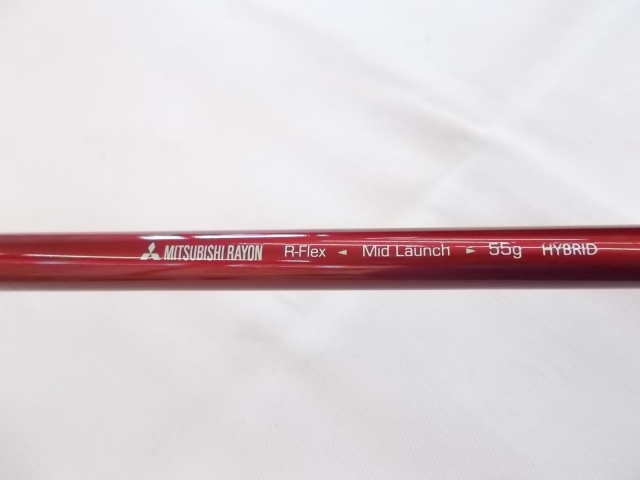 MITSUBISHI RAYON R-Flex ◄ Mid Launch ► 55g HYBRID